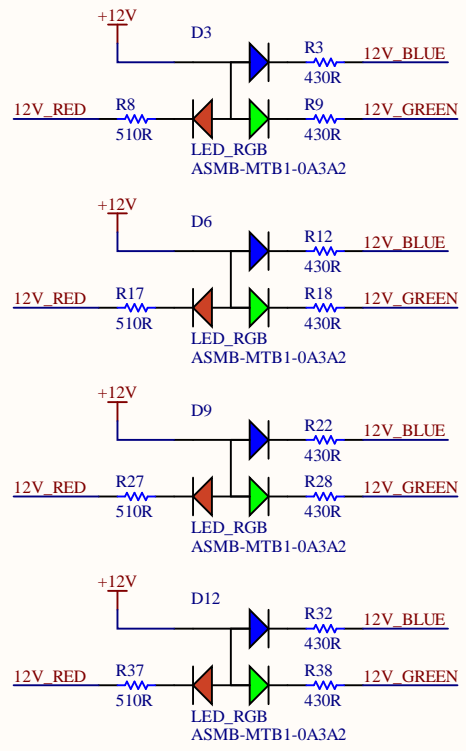 +12V
D3
R3
12V_BLUE
430R
12V_RED
R8
R9
12V_GREEN
510R
430R
LED_RGB
ASMB-MTB1-0A3A2
+12V
D6
R12
12V_BLUE
430R
12V_RED
R17
R18
12V_GREEN
510R
430R
LED_RGB
ASMB-MTB1-0A3A2
+12V
D9
R22
12V_BLUE
430R
12V_RED
R27
R28
12V_GREEN
510R
430R
LED_RGB
ASMB-MTB1-0A3A2
+12V
D12
R32
12V_BLUE
430R
12V_RED
R37
R38
12V_GREEN
510R
430R
LED_RGB
ASMB-MTB1-0A3A2